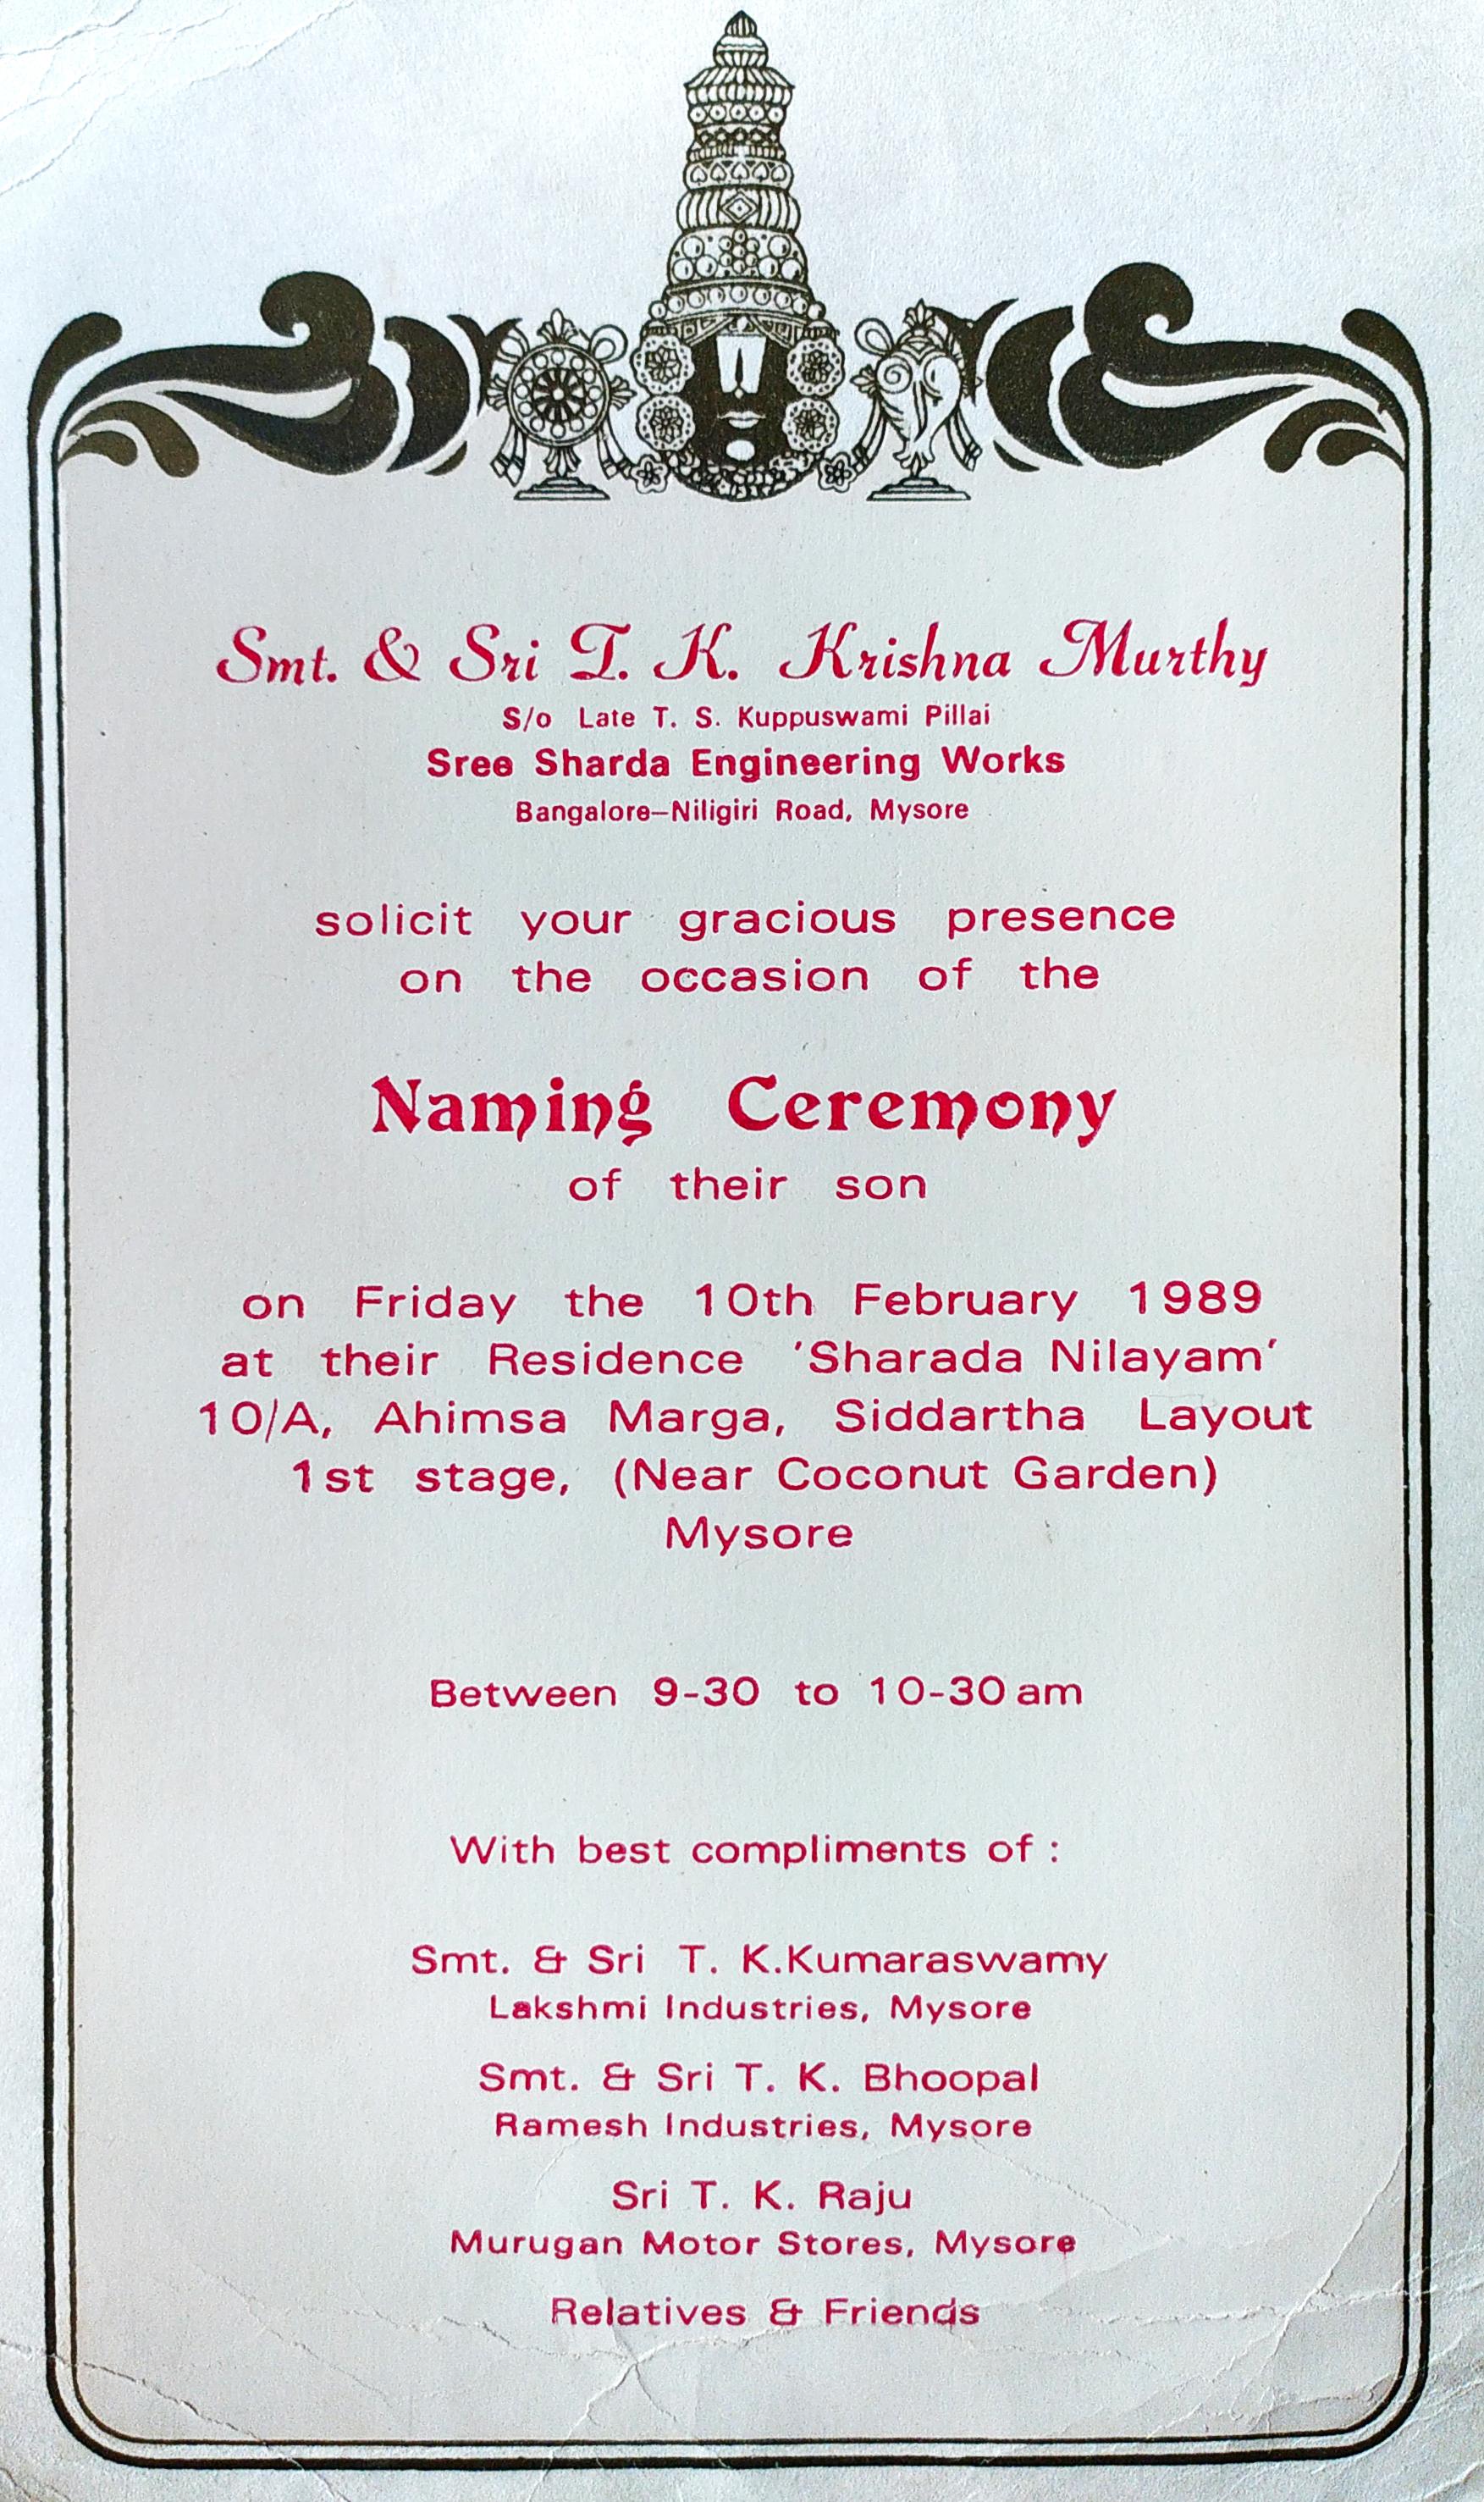 Smt. & Sri T. K. Krishna Murthy
S/o Late T. S. Kuppuswami Pillai
Sree Sharda Engineering Works
Bangalore–Niligiri Road, Mysore
solicit your gracious presence
on the occasion of the
Naming Ceremony
of their son
on Friday the 10th February 1989
at their Residence 'Sharada Nilayam'
10/A, Ahimsa Marga, Siddartha Layout
1st stage, (Near Coconut Garden)
Mysore
Between 9-30 to 10-30 am
With best compliments of :
Smt. & Sri T. K.Kumaraswamy
Lakshmi Industries, Mysore
Smt. & Sri T. K. Bhoopal
Ramesh Industries, Mysore
Sri T. K. Raju
Murugan Motor Stores, Mysore
Relatives & Friends